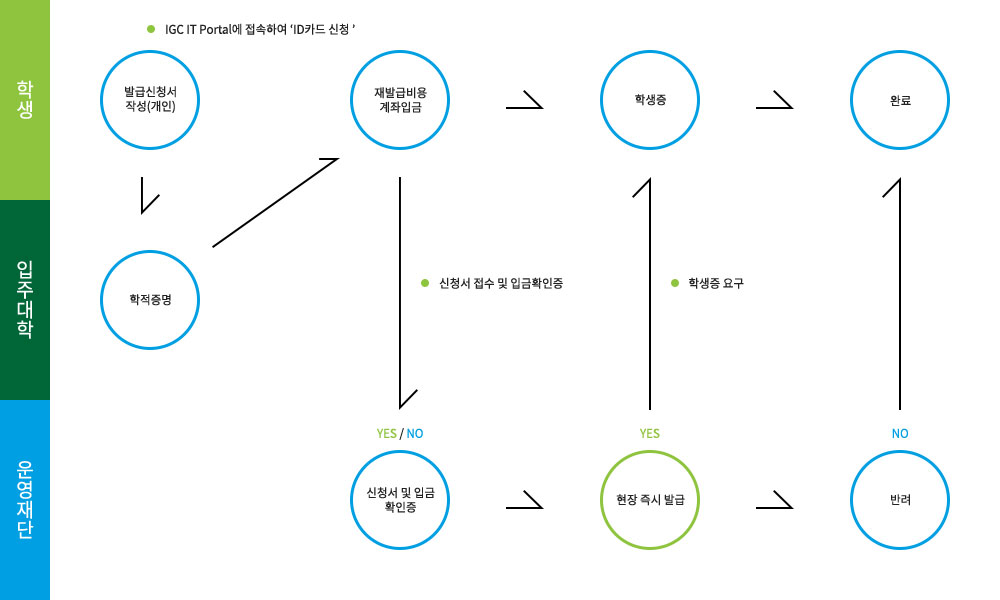 IGC IT Portal에 접속하여 ‘ID카드 신청 ’
학생
발급신청서
작성(개인)
재발급비용
계좌입금
학생증
완료
입주대학
학적증명
신청서 접수 및 입금확인증
학생증 요구
운영재단
YES / NO
YES
NO
신청서 및 입금
확인증
현장 즉시 발급
반려